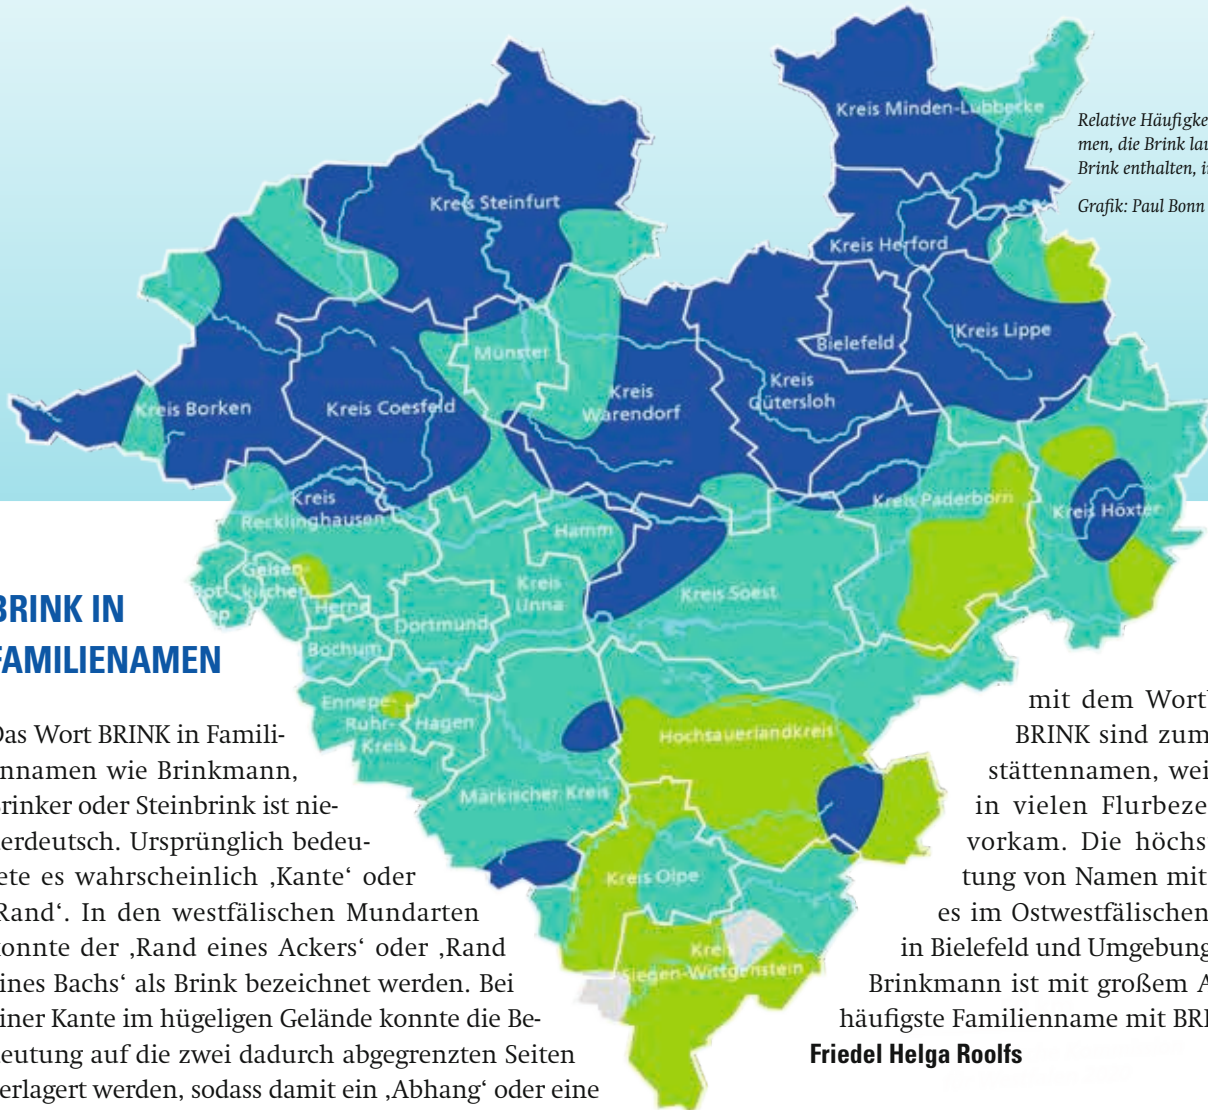 Kreis Minden-Lübbecke
Kreis Steinfurt
Kreis Herford
Kreis Lippe
Bielefeld
Münster
Kreis
Gütersloh
Kreis
Warendorf
Kreis Borken
Kreis Coesfeld
Kreis
Recklinghausen
Kreis Paderborn
Kreis Höxter
Hamm
Gelsen-
kirchen
Bot-
rop
Herne
Kreis
Unna
Kreis Soest
Dortmund
Bochum
Ennepe-
Ruhr-
Kreis
Hagen
Hochsauerlandkreis
Märkischer Kreis
Kreis Olpe
Kreis
Siegen-Wittgenstein
Relative Häufigke
men, die Brink lau
Brink enthalten, i
Grafik: Paul Bonn
BRINK IN
FAMILIENAMEN
Das Wort BRINK in Famili-
ennamen wie Brinkmann,
Brinker oder Steinbrink ist nie-
derdeutsch. Ursprünglich bedeu-
tete es wahrscheinlich ‚Kante‘ oder
‚Rand‘. In den westfälischen Mundarten
konnte der ‚Rand eines Ackers‘ oder ‚Rand
eines Bachs‘ als Brink bezeichnet werden. Bei
einer Kante im hügeligen Gelände konnte die Be-
deutung auf die zwei dadurch abgegrenzten Seiten
verlagert werden, sodass damit ein ‚Abhang‘ oder eine
mit dem Wort
BRINK sind zum
stättennamen, wei
in vielen Flurbeze
vorkam. Die höchs
tung von Namen mit
es im Ostwestfälischen
in Bielefeld und Umgebung
Brinkmann ist mit großem A
häufigste Familienname mit BRI
Friedel Helga Roolfs